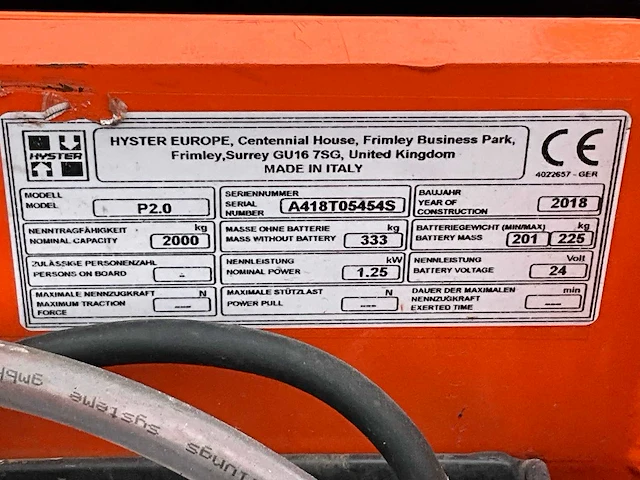 HYSTER
HYSTER EUROPE, Centennial House, Frimley Business Park,
Frimley,Surrey GU16 7SG, United Kingdom
MADE IN ITALY
CE
4022657 - GER
MODELL
MODEL
P2.0
SERIENNUMMER
SERIAL
NUMBER
A418T05454S
BAUJAHR
YEAR OF
CONSTRUCTION
2018
NENNTRAGFÄHIGKEIT kg
NOMINAL CAPACITY 2000
MASSE OHNE BATTERIE kg
MASS WITHOUT BATTERY 333
BATTERIEGEWICHT (MIN/MAX) kg
BATTERY MASS 201 225
ZULÄSSIGE PERSONENZAHL
PERSONS ON BOARD -
NENNLEISTUNG kW
NOMINAL POWER 1.25
NENNLEISTUNG Volt
BATTERY VOLTAGE 24
MAXIMALE NENNZUGKRAFT N
MAXIMUM TRACTION ---
FORCE
MAXIMALE STÜTZLAST N
POWER PULL ---
DAUER DER MAXIMALEN min
NENNZUGKRAFT ---
EXERTED TIME
gmbh
systeme